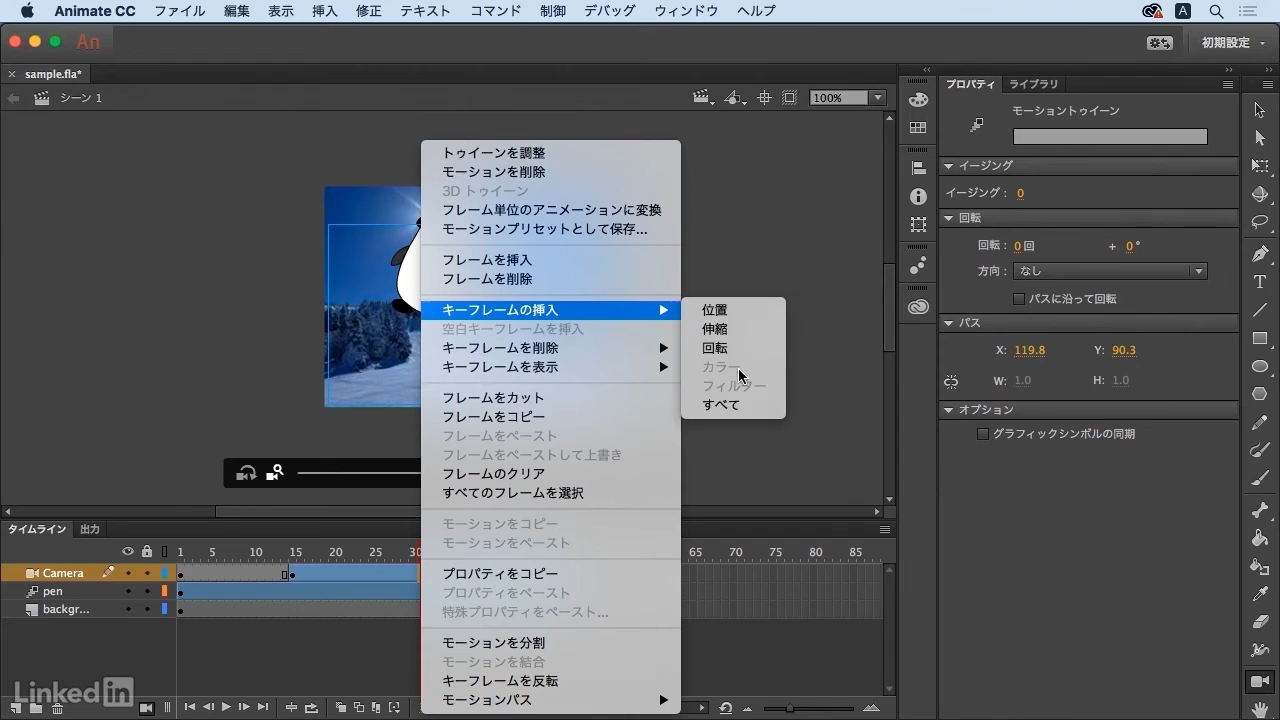 Animate CC ファイル 編集 表示 挿入 修正 テキスト コマンド 制御 デバッグ ウィンドウ ヘルプ
A
An
初期設定
sample.fla*
シーン 1
100%
プロパティ ライブラリ
モーショントゥイーン
イージング
イージング : 0
回転
回転 : 0 回 + 0 °
方向 : なし
パスに沿って回転
パス
X: 119.8 Y: 90.3
W: 1.0 H: 1.0
オプション
グラフィックシンボルの同期
トゥイーンを調整
モーションを削除
3D トゥイーン
フレーム単位のアニメーションに変換
モーションプリセットとして保存...
フレームを挿入
フレームを削除
キーフレームの挿入
空白キーフレームを挿入
キーフレームを削除
キーフレームを表示
フレームをカット
フレームをコピー
フレームをペースト
フレームをペーストして上書き
フレームのクリア
すべてのフレームを選択
モーションをコピー
モーションをペースト
プロパティをコピー
プロパティをペースト
特殊プロパティをペースト...
モーションを分割
モーションを結合
キーフレームを反転
モーションパス
位置
伸縮
回転
カラー
フィルター
すべて
タイムライン 出力
1 5 10 15 20 25 30 65 70 75 80 85
Camera
pen
backgr...
LinkedIn